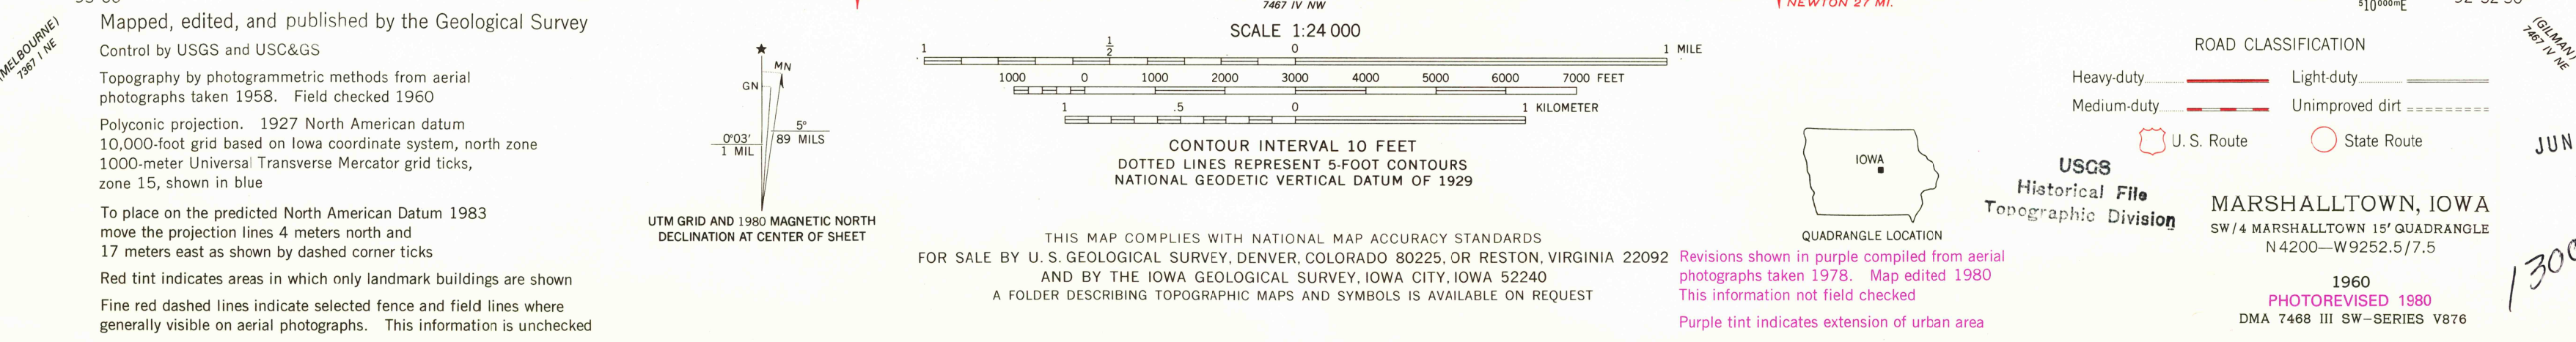 (MELBOURNE)
7367 I NE
Mapped, edited, and published by the Geological Survey
Control by USGS and USC&GS
Topography by photogrammetric methods from aerial
photographs taken 1958. Field checked 1960
Polyconic projection. 1927 North American datum
10,000-foot grid based on Iowa coordinate system, north zone
1000-meter Universal Transverse Mercator grid ticks,
zone 15, shown in blue
To place on the predicted North American Datum 1983
move the projection lines 4 meters north and
17 meters east as shown by dashed corner ticks
Red tint indicates areas in which only landmark buildings are shown
Fine red dashed lines indicate selected fence and field lines where
generally visible on aerial photographs. This information is unchecked
★
MN
GN
0°03′
1 MIL
5°
89 MILS
UTM GRID AND 1980 MAGNETIC NORTH
DECLINATION AT CENTER OF SHEET
7467 IV NW
SCALE 1:24 000
1 ½ 0 1 MILE
1000 0 1000 2000 3000 4000 5000 6000 7000 FEET
1 .5 0 1 KILOMETER
CONTOUR INTERVAL 10 FEET
DOTTED LINES REPRESENT 5-FOOT CONTOURS
NATIONAL GEODETIC VERTICAL DATUM OF 1929
THIS MAP COMPLIES WITH NATIONAL MAP ACCURACY STANDARDS
FOR SALE BY U. S. GEOLOGICAL SURVEY, DENVER, COLORADO 80225, OR RESTON, VIRGINIA 22092
AND BY THE IOWA GEOLOGICAL SURVEY, IOWA CITY, IOWA 52240
A FOLDER DESCRIBING TOPOGRAPHIC MAPS AND SYMBOLS IS AVAILABLE ON REQUEST
NEWTON 27 MI.
IOWA
QUADRANGLE LOCATION
Revisions shown in purple compiled from aerial
photographs taken 1978. Map edited 1980
This information not field checked
Purple tint indicates extension of urban area
USGS
Historical File
Topographic Division
510000mE
ROAD CLASSIFICATION
Heavy-duty Light-duty
Medium-duty Unimproved dirt
U. S. Route State Route
(GILMAN)
7467 IV NE
JUN
MARSHALLTOWN, IOWA
SW/4 MARSHALLTOWN 15′ QUADRANGLE
N4200—W9252.5/7.5
1960
PHOTOREVISED 1980
DMA 7468 III SW–SERIES V876